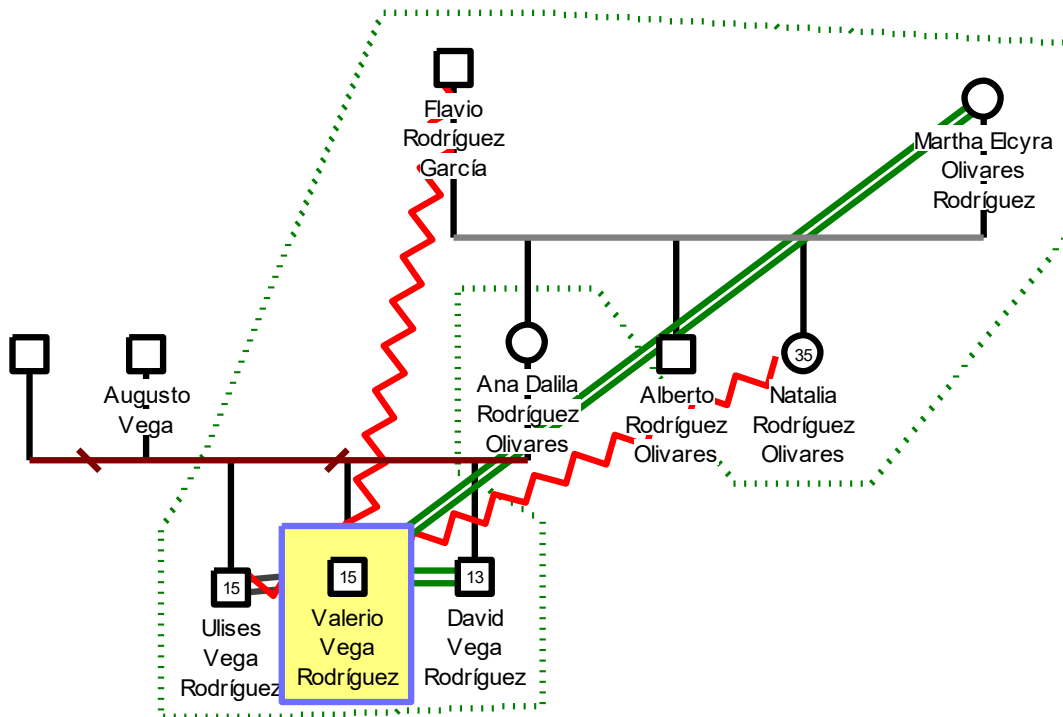 Flavio
Rodríguez
García
Martha Elcyra
Olivares
Rodríguez
Augusto
Vega
Ana Dalila
Rodríguez
Olivares
Alberto
Rodríguez
Olivares
35
Natalia
Rodríguez
Olivares
15
Ulises
Vega
Rodríguez
15
Valerio
Vega
Rodríguez
13
David
Vega
Rodríguez